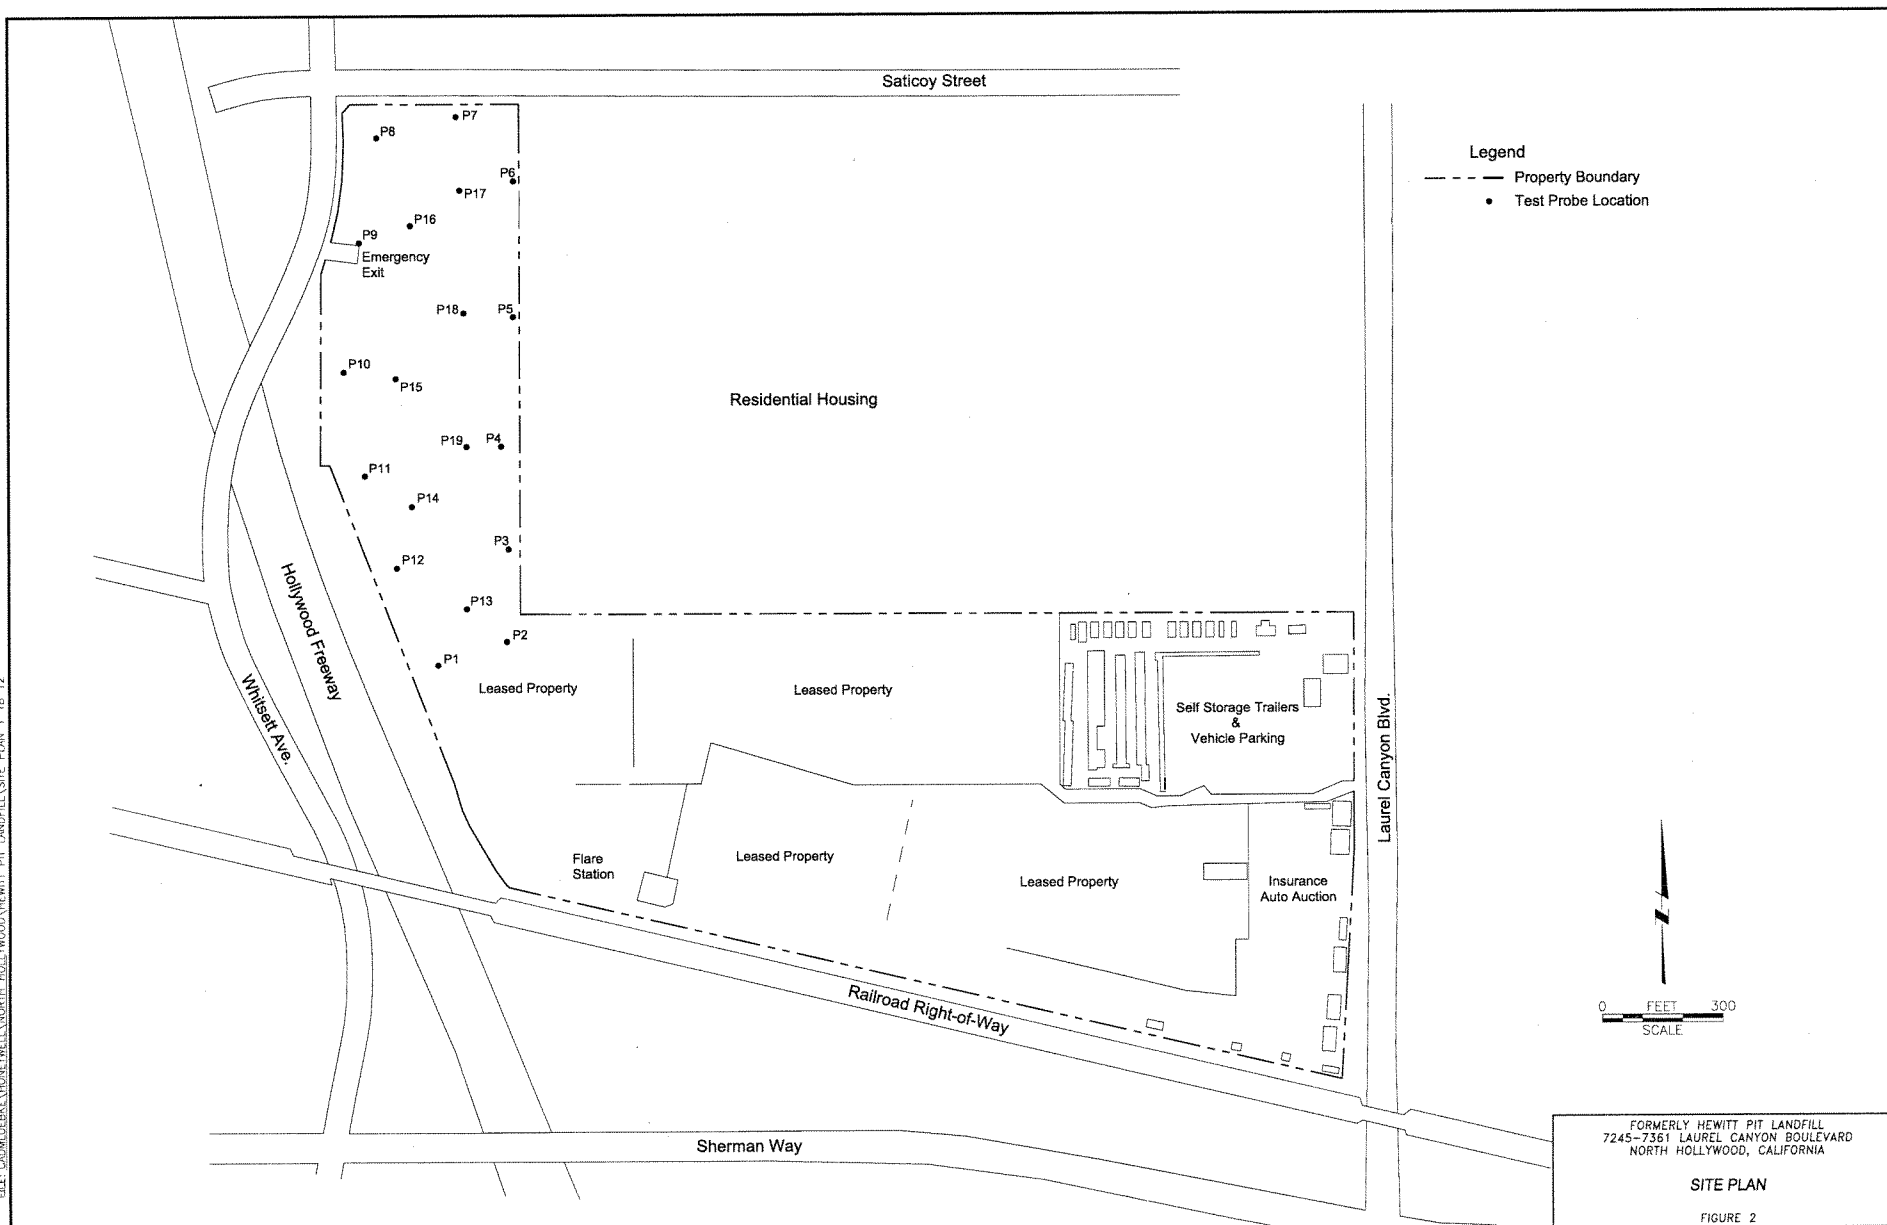 Saticoy Street
P7
P8
Legend
Property Boundary
Test Probe Location
P6
P17
P16
P9
Emergency
Exit
P18
P5
P10
P15
Residential Housing
P19
P4
P11
P14
P3
P12
Hollywood Freeway
P13
P2
P1
Leased Property
Leased Property
Whitsett Ave.
Self Storage Trailers
&
Vehicle Parking
Laurel Canyon Blvd.
Flare
Station
Leased Property
Leased Property
Insurance
Auto Auction
Railroad Right-of-Way
0 FEET 300
SCALE
Sherman Way
FORMERLY HEWITT PIT LANDFILL
7245-7361 LAUREL CANYON BOULEVARD
NORTH HOLLYWOOD, CALIFORNIA
SITE PLAN
FIGURE 2